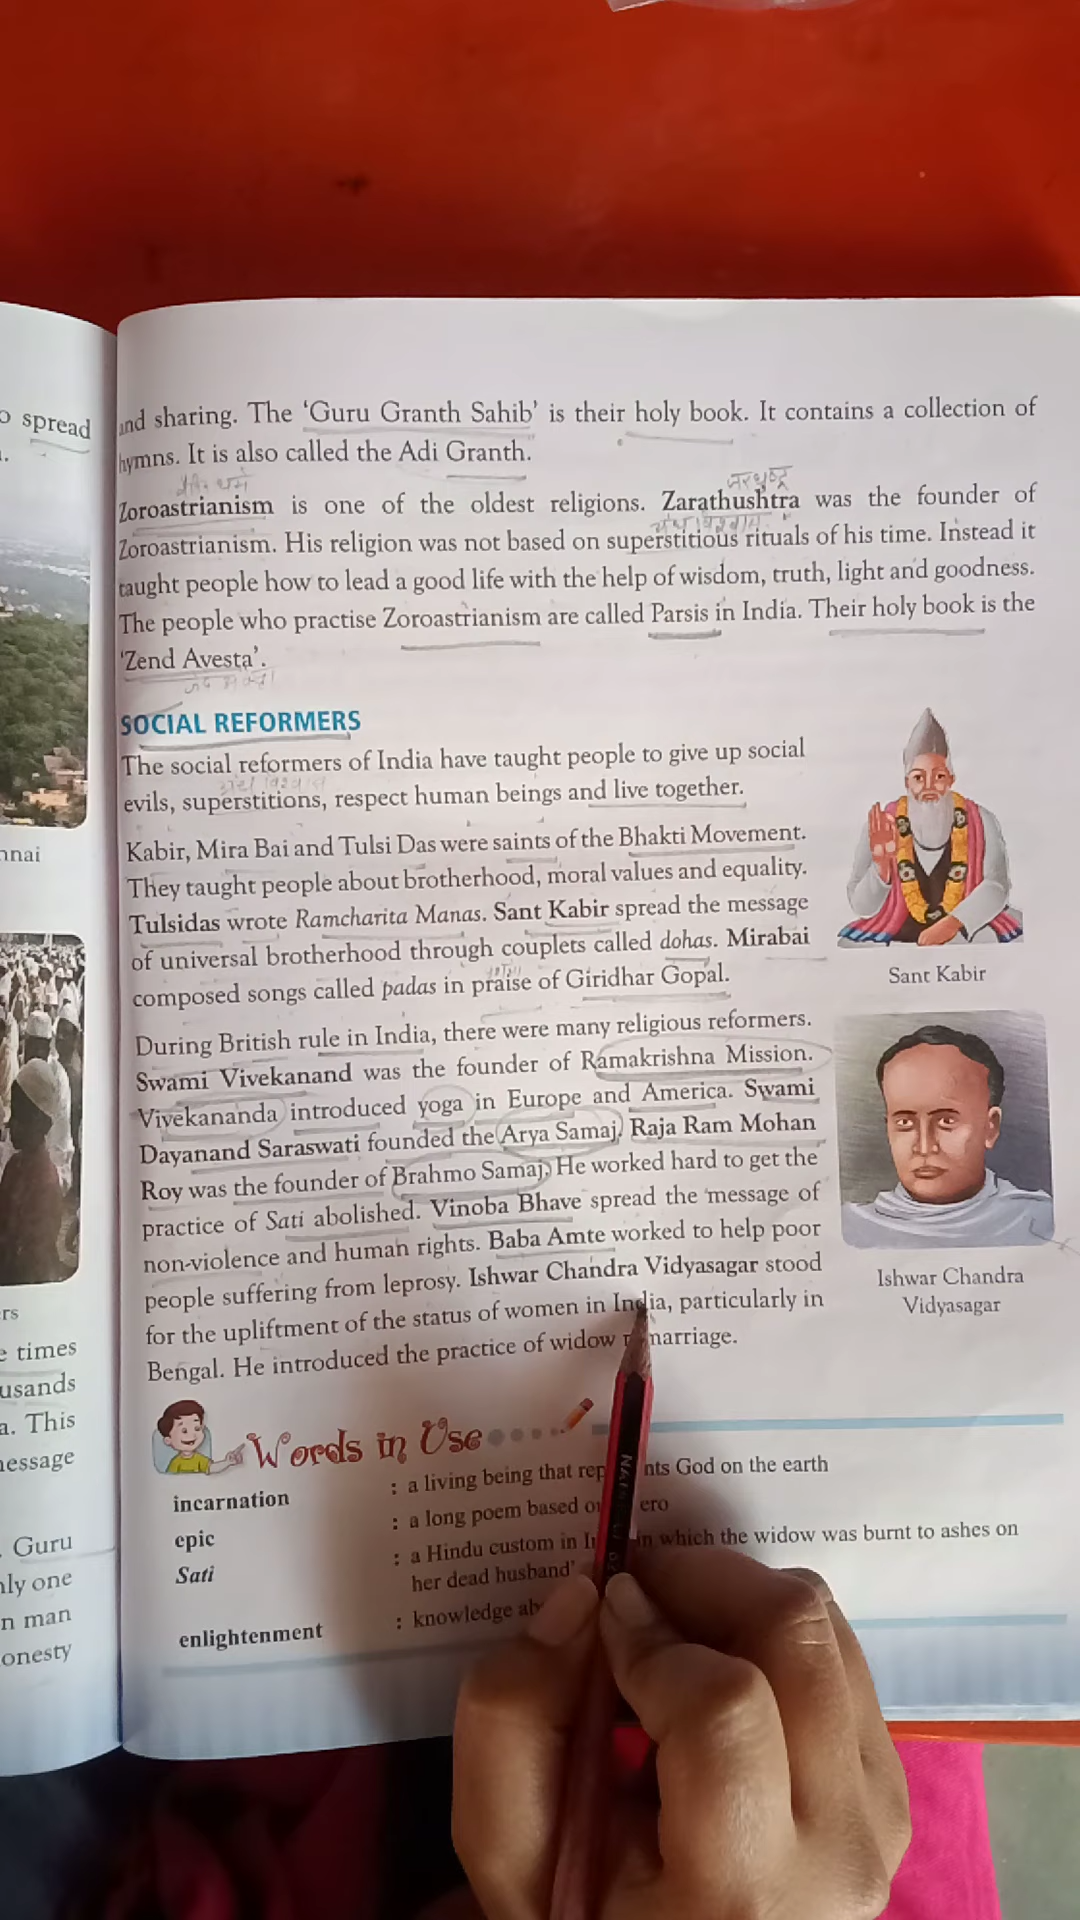 o spread
and sharing. The ‘Guru Granth Sahib’ is their holy book. It contains a collection of
hymns. It is also called the Adi Granth.
Zoroastrianism is one of the oldest religions. Zarathushtra was the founder of
Zoroastrianism. His religion was not based on superstitious rituals of his time. Instead it
taught people how to lead a good life with the help of wisdom, truth, light and goodness.
The people who practise Zoroastrianism are called Parsis in India. Their holy book is the
‘Zend Avesta’.
SOCIAL REFORMERS
The social reformers of India have taught people to give up social
अंधविश्वास
evils, superstitions, respect human beings and live together.
Kabir, Mira Bai and Tulsi Das were saints of the Bhakti Movement.
They taught people about brotherhood, moral values and equality.
Tulsidas wrote Ramcharita Manas. Sant Kabir spread the message
of universal brotherhood through couplets called dohas. Mirabai
composed songs called padas in praise of Giridhar Gopal.
Sant Kabir
During British rule in India, there were many religious reformers.
Swami Vivekanand was the founder of Ramakrishna Mission.
Vivekananda introduced yoga in Europe and America. Swami
Dayanand Saraswati founded the Arya Samaj. Raja Ram Mohan
Roy was the founder of Brahmo Samaj. He worked hard to get the
practice of Sati abolished. Vinoba Bhave spread the message of
non-violence and human rights. Baba Amte worked to help poor
people suffering from leprosy. Ishwar Chandra Vidyasagar stood
for the upliftment of the status of women in India, particularly in
Bengal. He introduced the practice of widow marriage.
Ishwar Chandra
Vidyasagar
Words in Use
incarnation : a living being that rep nts God on the earth
epic : a long poem based o ero
Sati : a Hindu custom in I in which the widow was burnt to ashes on
her dead husband’
enlightenment : knowledge ab
nnai
rs
e times
usands
a. This
nessage
. Guru
nly one
n man
onesty